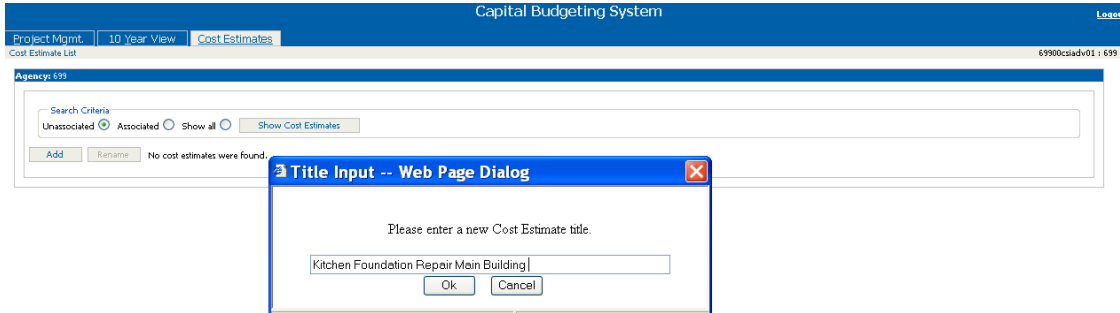 Capital Budgeting System
Logou
Project Mgmt. 10 Year View Cost Estimates
Cost Estimate List 69900csiadv01 : 699
Agency: 699
Search Criteria
Unassociated Associated Show all Show Cost Estimates
Add Rename No cost estimates were found.
Title Input -- Web Page Dialog
Please enter a new Cost Estimate title.
Kitchen Foundation Repair Main Building
Ok Cancel